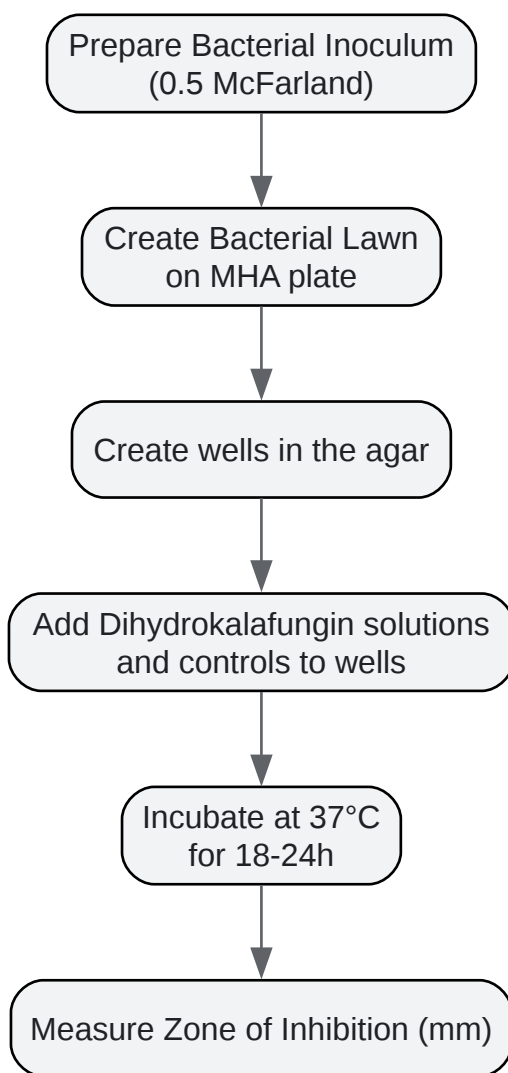 Prepare Bacterial Inoculum
(0.5 McFarland)
Create Bacterial Lawn
on MHA plate
Create wells in the agar
Add Dihydrokalafungin solutions
and controls to wells
Incubate at 37°C
for 18-24h
Measure Zone of Inhibition (mm)